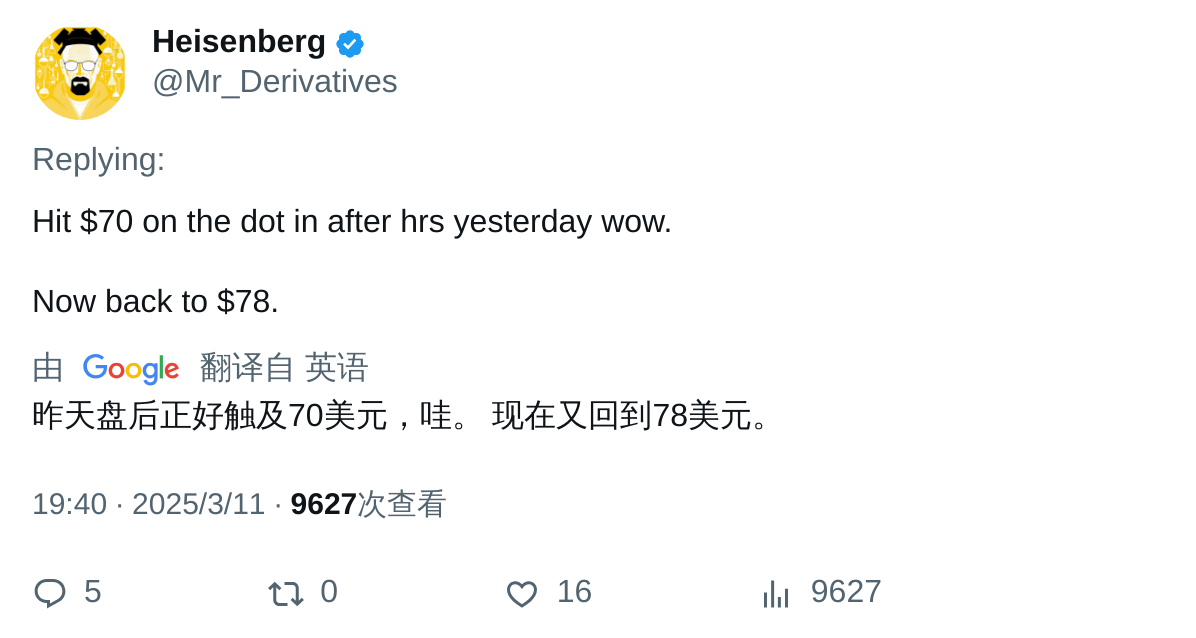 Heisenberg
@Mr_Derivatives
Replying:
Hit $70 on the dot in after hrs yesterday wow.
Now back to $78.
由 Google 翻译自 英语
昨天盘后正好触及70美元，哇。 现在又回到78美元。
19:40 · 2025/3/11 · 9627次查看
5 0 16 9627